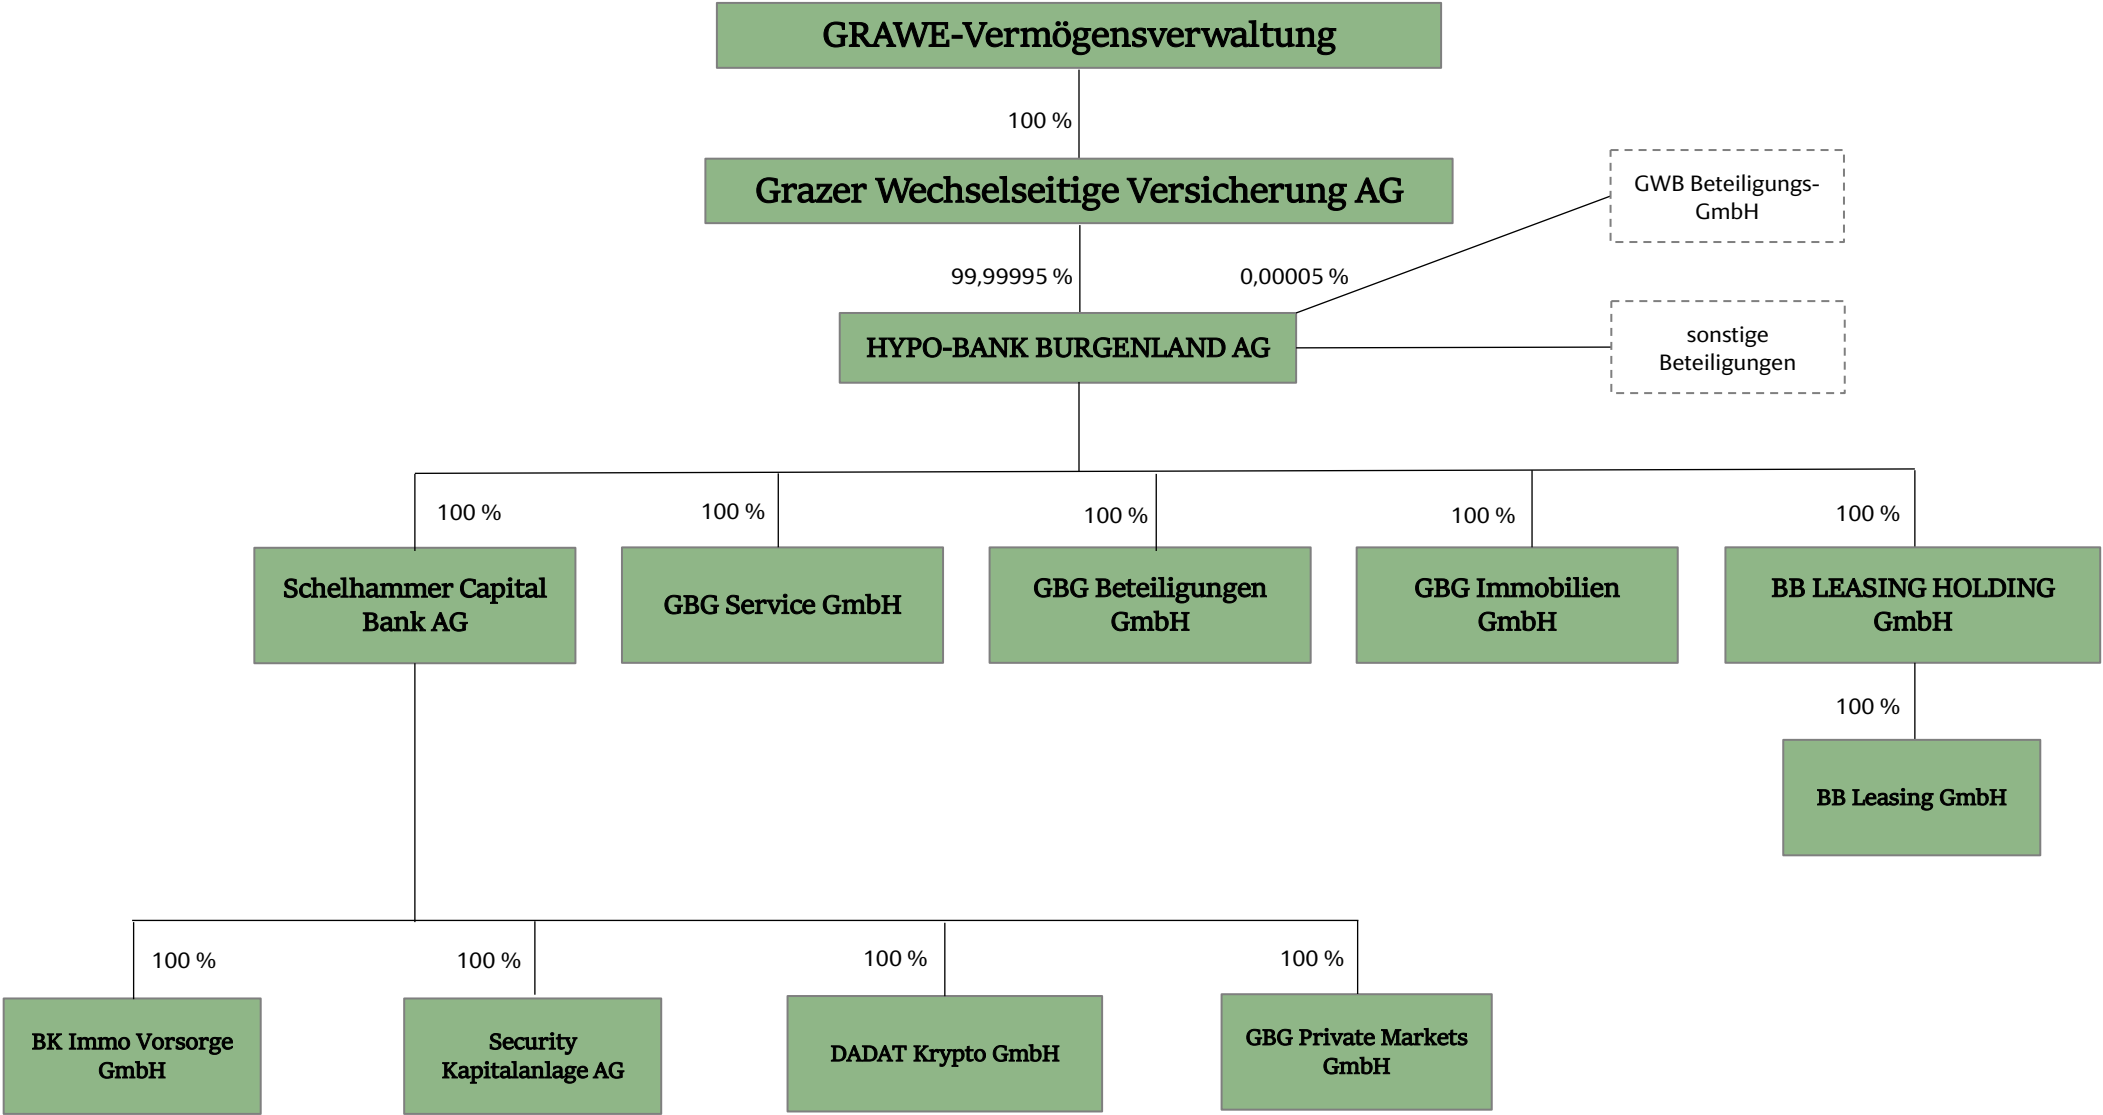 GRAWE-Vermögensverwaltung
100 %
Grazer Wechselseitige Versicherung AG
GWB Beteiligungs-
GmbH
99,99995 %
0,00005 %
HYPO-BANK BURGENLAND AG
sonstige
Beteiligungen
100 %
100 %
100 %
100 %
100 %
Schelhammer Capital
Bank AG
GBG Service GmbH
GBG Beteiligungen
GmbH
GBG Immobilien
GmbH
BB LEASING HOLDING
GmbH
100 %
BB Leasing GmbH
100 %
100 %
100 %
100 %
BK Immo Vorsorge
GmbH
Security
Kapitalanlage AG
DADAT Krypto GmbH
GBG Private Markets
GmbH